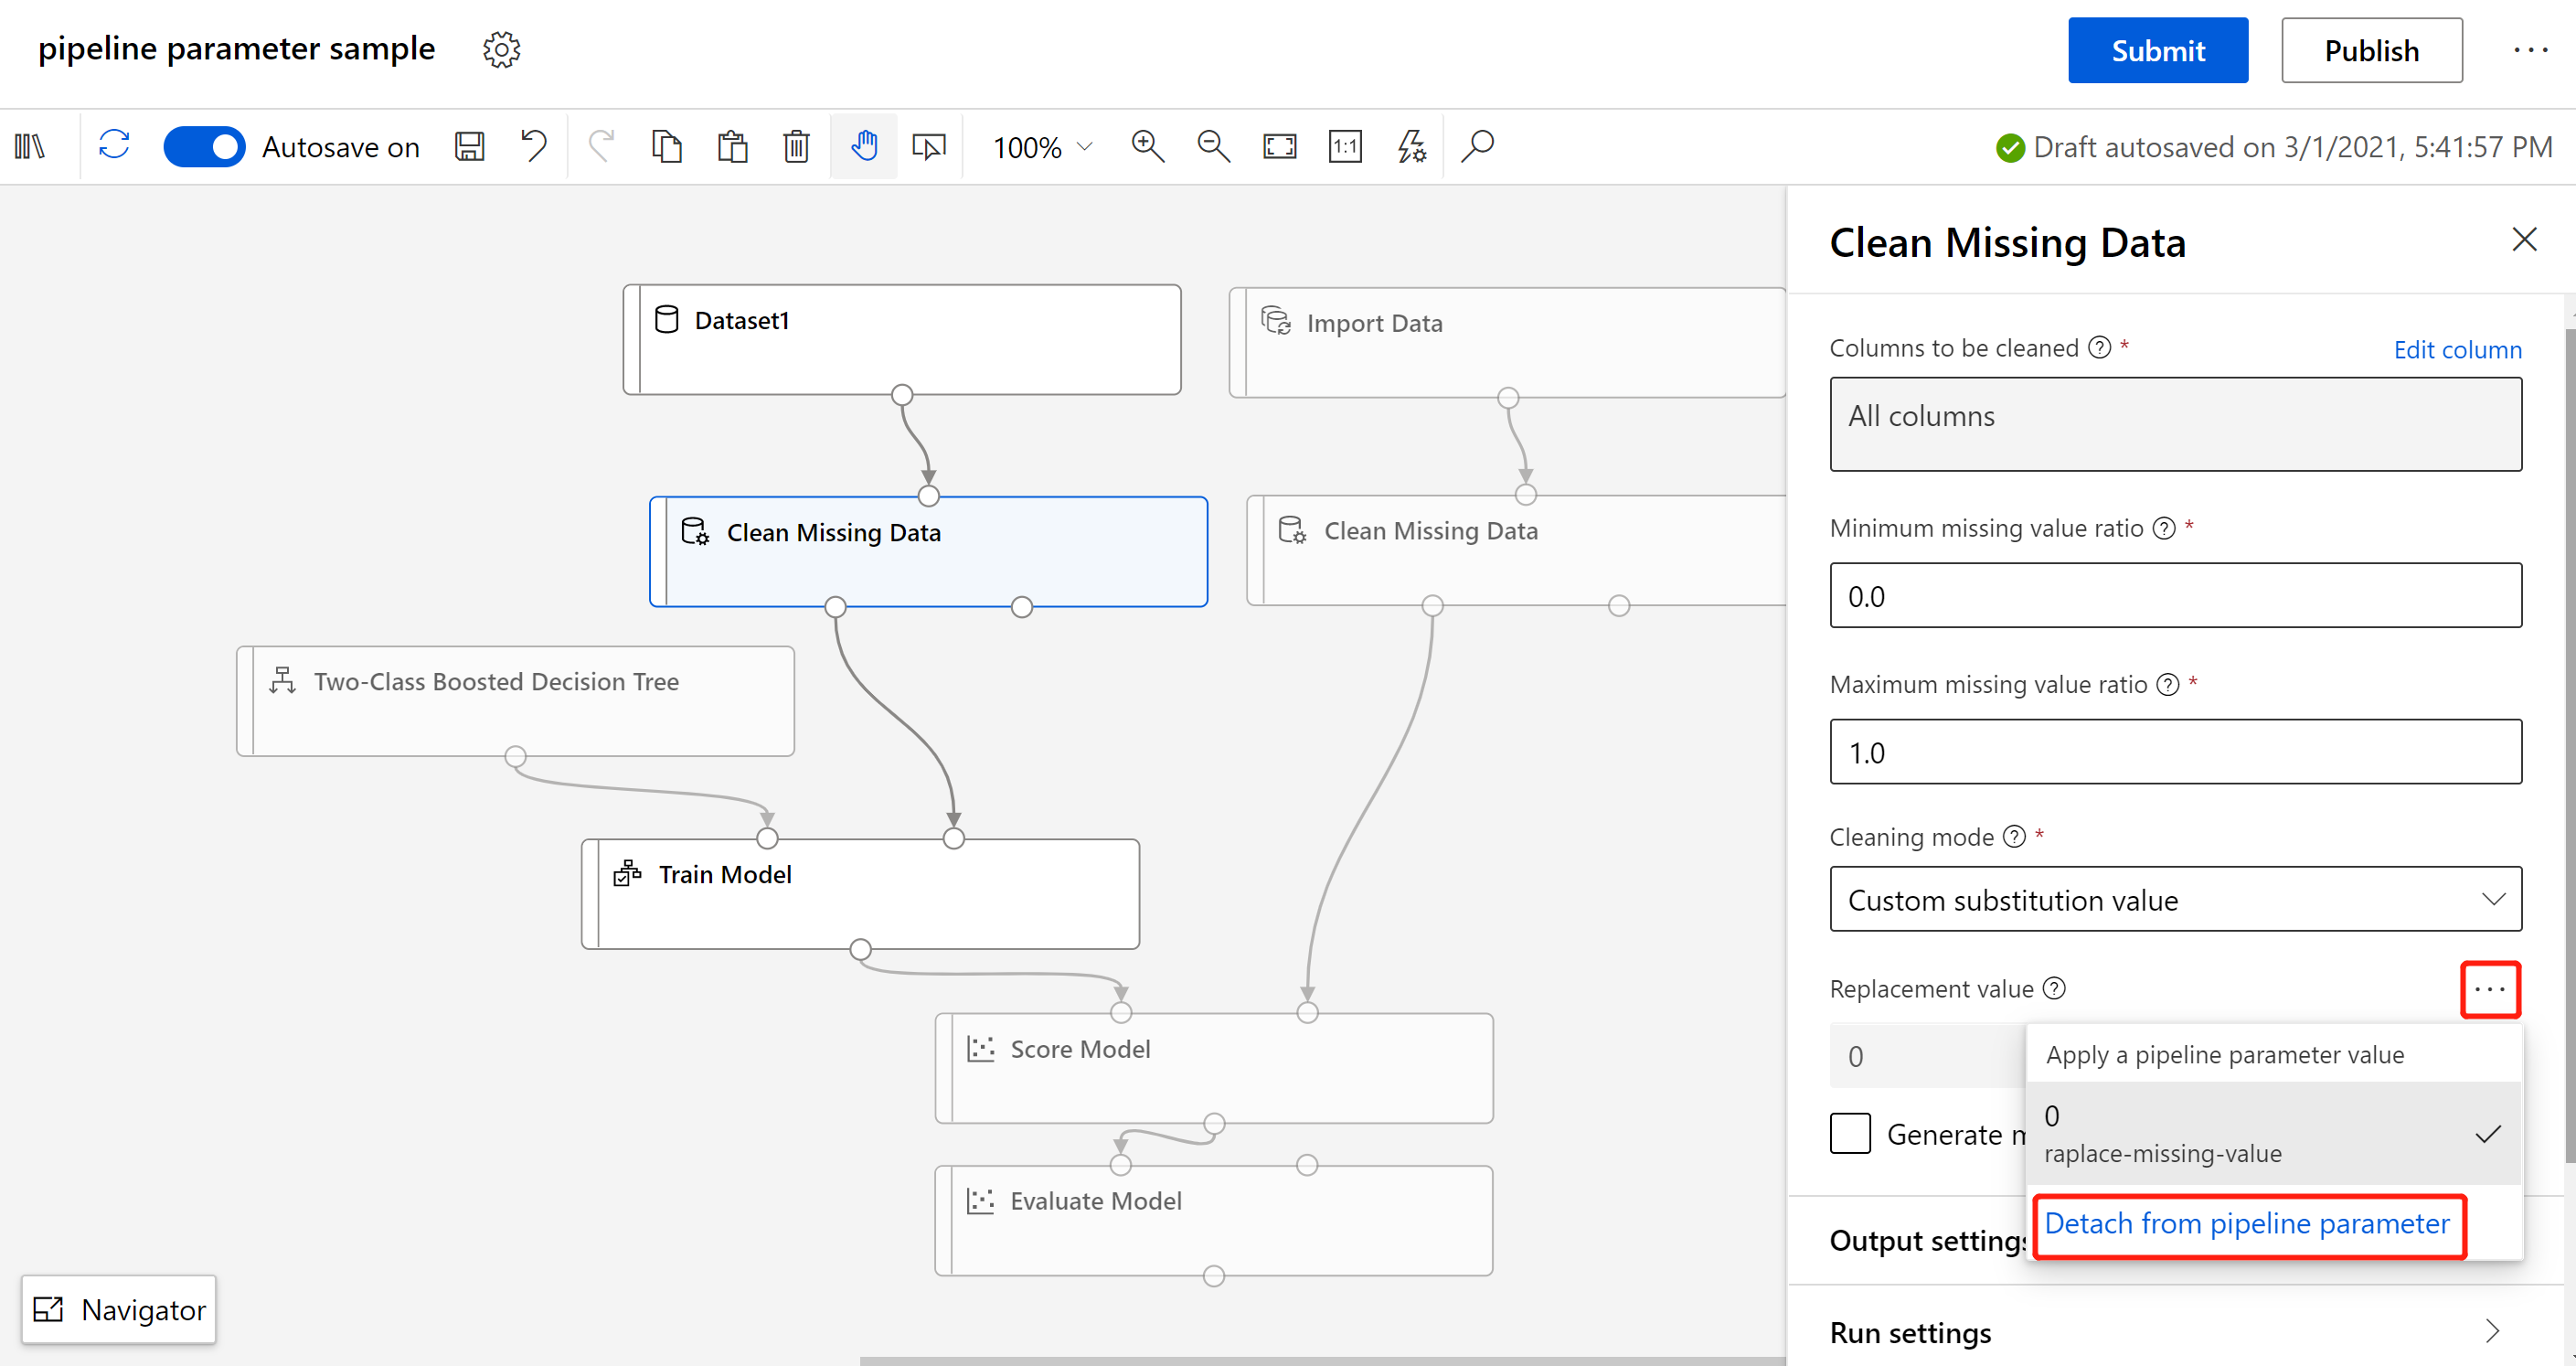 pipeline parameter sample
Submit
Publish
Autosave on
100%
1:1
Draft autosaved on 3/1/2021, 5:41:57 PM
Dataset1
Import Data
Clean Missing Data
Clean Missing Data
Two-Class Boosted Decision Tree
Train Model
Score Model
Evaluate Model
Navigator
Clean Missing Data
Columns to be cleaned ? *
Edit column
All columns
Minimum missing value ratio ? *
0.0
Maximum missing value ratio ? *
1.0
Cleaning mode ? *
Custom substitution value
Replacement value ?
...
0
Apply a pipeline parameter value
0
raplace-missing-value
Generate m
Detach from pipeline parameter
Output settings
Run settings